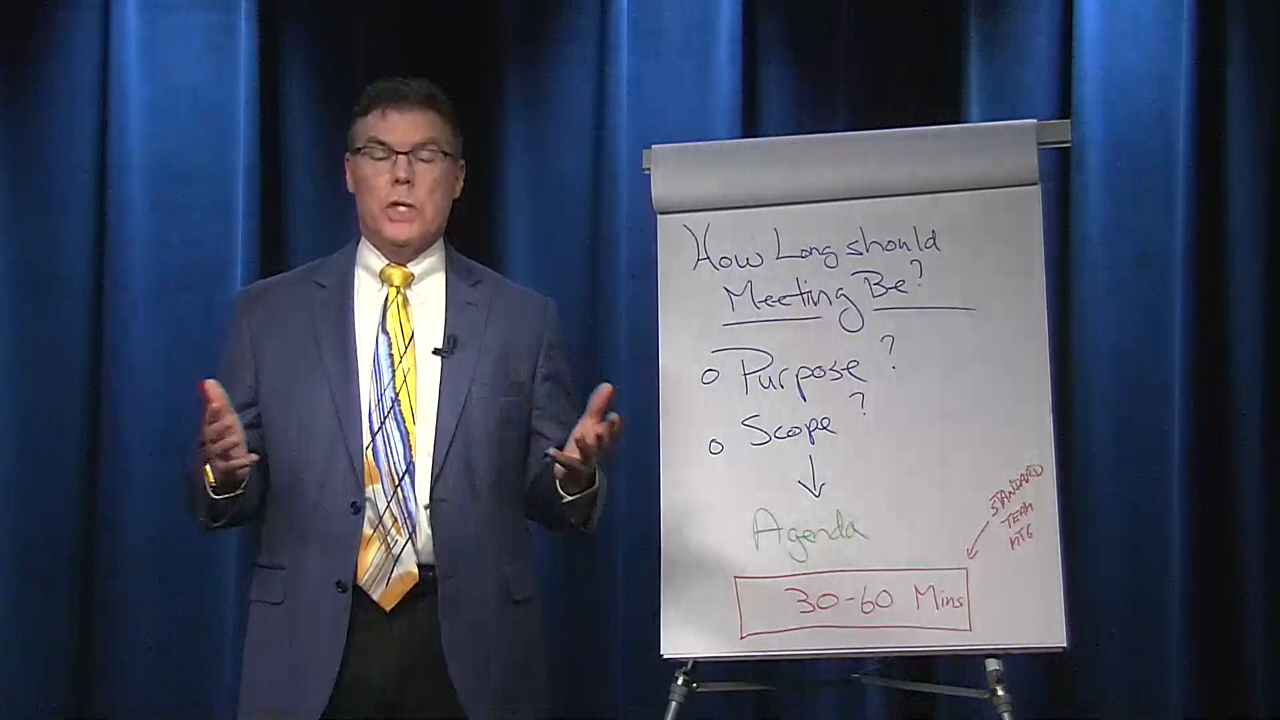 How Long should
Meeting Be?
o Purpose?
o Scope?
Agenda
STANDARD
TEAM
MTG
30-60 Mins